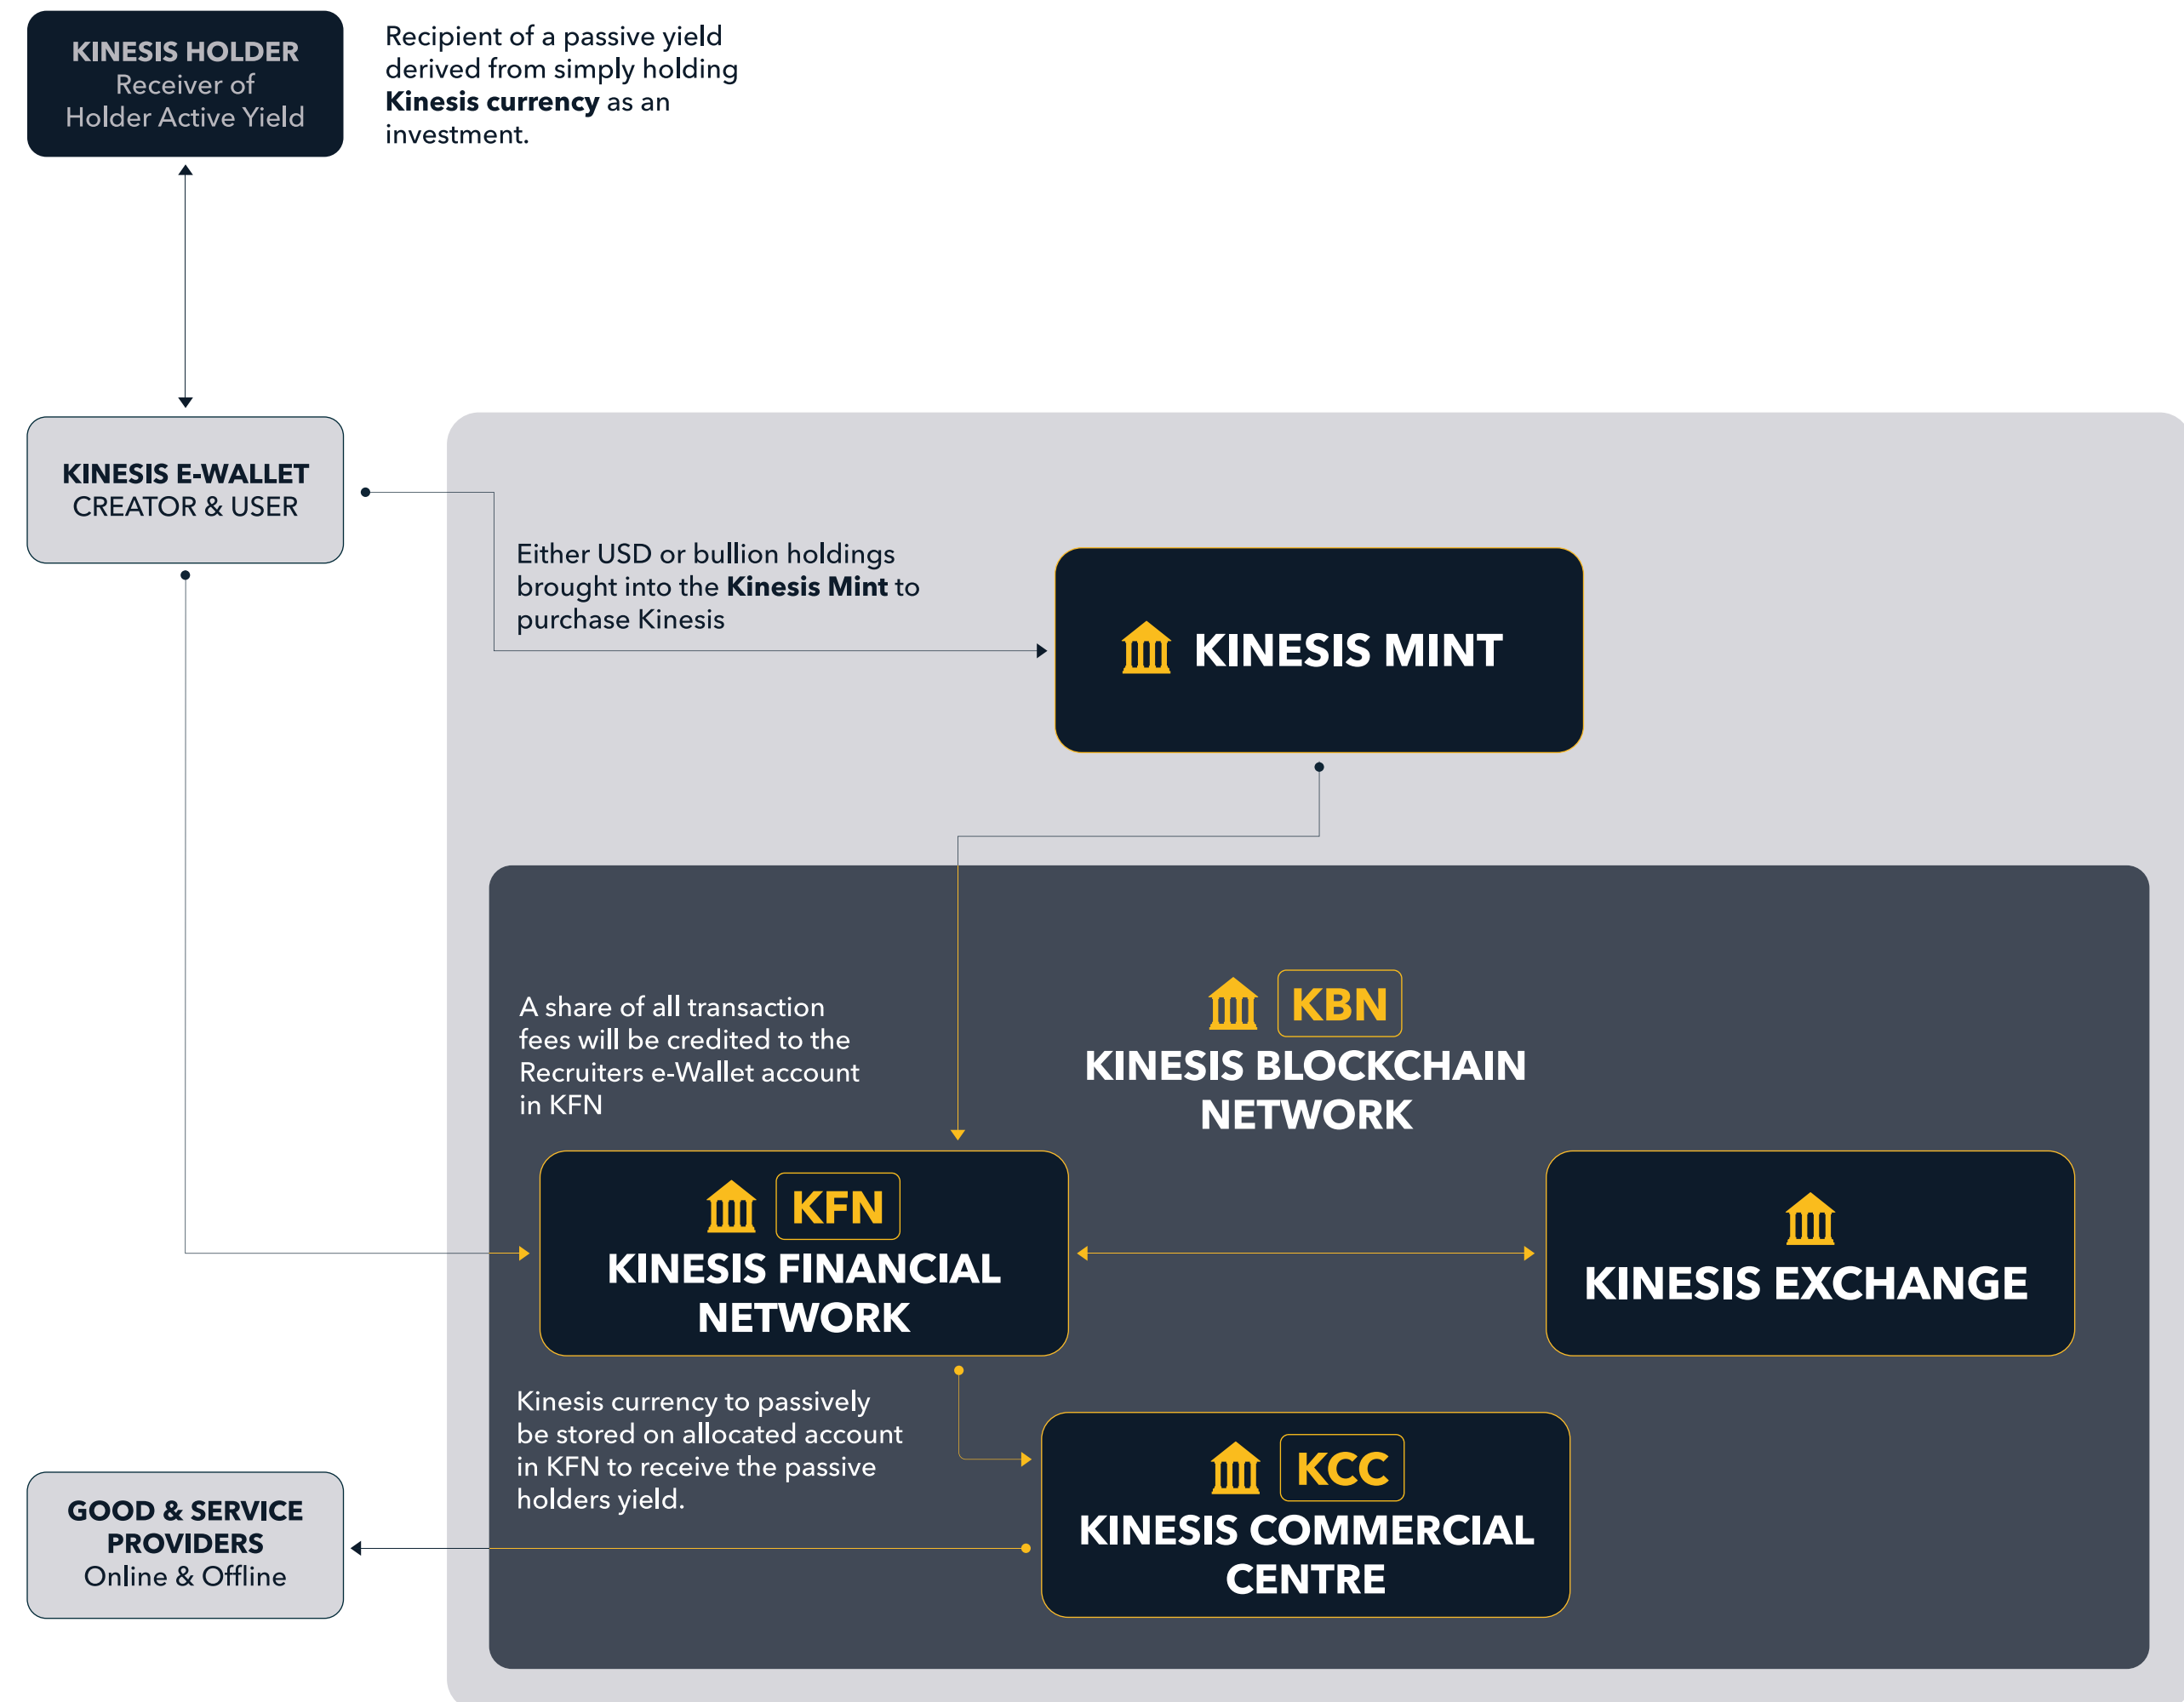 KINESIS HOLDER
Receiver of
Holder Active Yield
Recipient of a passive yield
derived from simply holding
Kinesis currency as an
investment.
KINESIS E-WALLET
CREATOR & USER
Either USD or bullion holdings
brought into the Kinesis Mint to
purchase Kinesis
KINESIS MINT
A share of all transaction
fees will be credited to the
Recruiters e-Wallet account
in KFN
KBN
KINESIS BLOCKCHAIN
NETWORK
KFN
KINESIS FINANCIAL
NETWORK
KINESIS EXCHANGE
Kinesis currency to passively
be stored on allocated account
in KFN to receive the passive
holders yield.
KCC
KINESIS COMMERCIAL
CENTRE
GOOD & SERVICE
PROVIDERS
Online & Offline